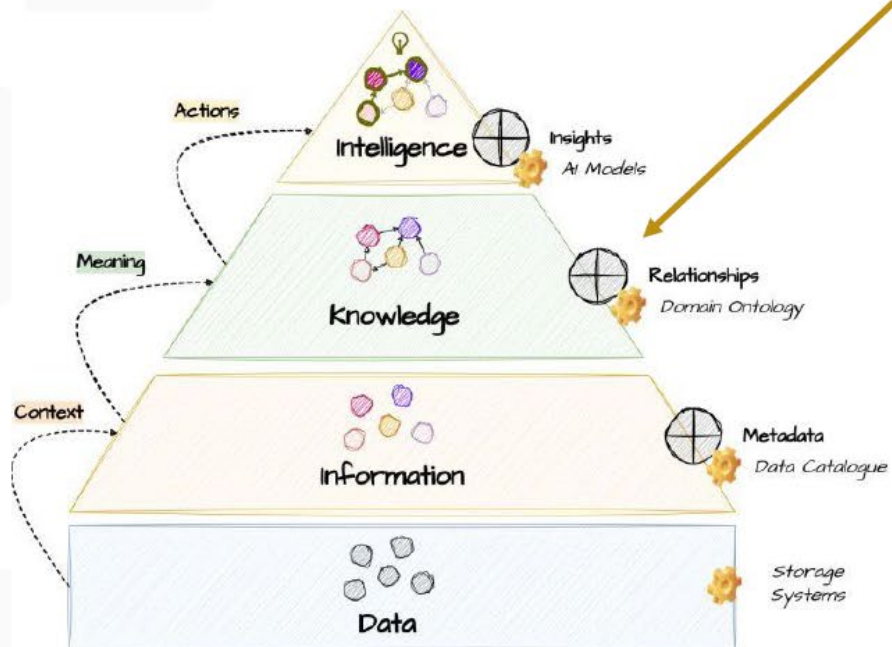 Actions
Intelligence
Insights
AI Models
Meaning
Knowledge
Relationships
Domain Ontology
Context
Information
Metadata
Data Catalogue
Data
Storage
Systems